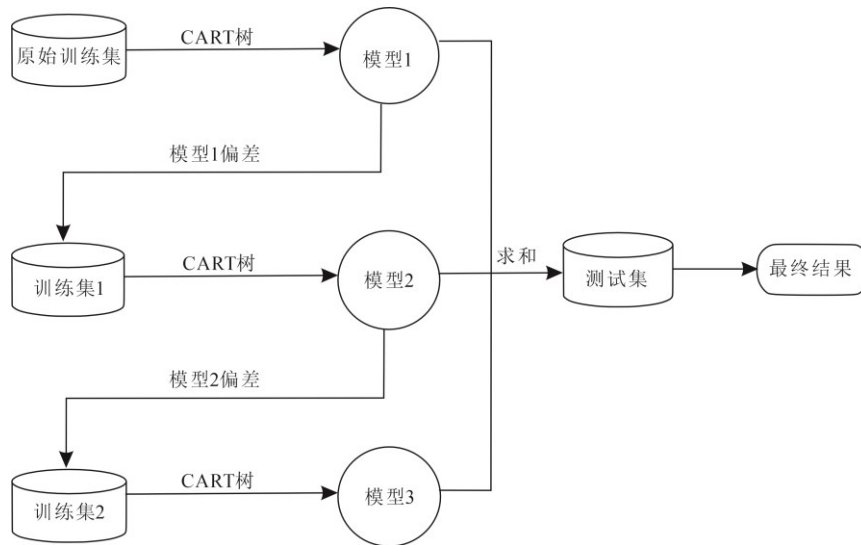 CART树
原始训练集
模型1
模型1偏差
CART树
求和
训练集1
模型2
测试集
最终结果
模型2偏差
CART树
训练集2
模型3